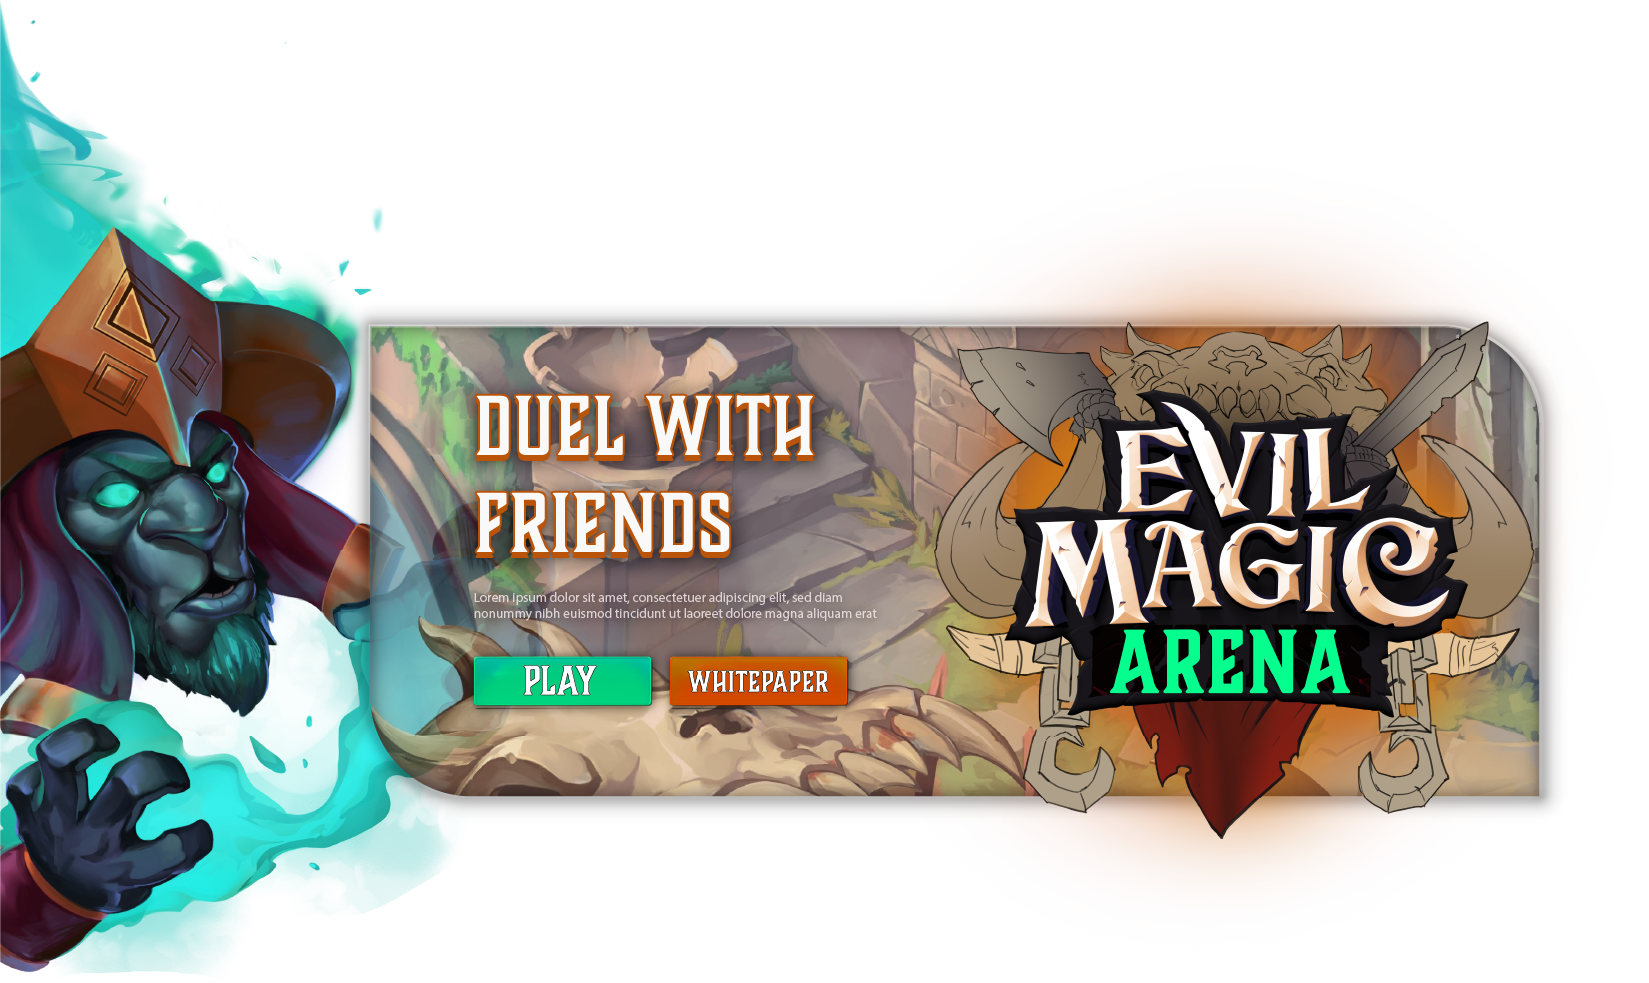 DUEL WITH
FRIENDS
Lorem ipsum dolor sit amet, consectetuer adipiscing elit, sed diam
nonummy nibh euismod tincidunt ut laoreet dolore magna aliquam erat
PLAY
WHITEPAPER
EVIL
MAGIC
ARENA